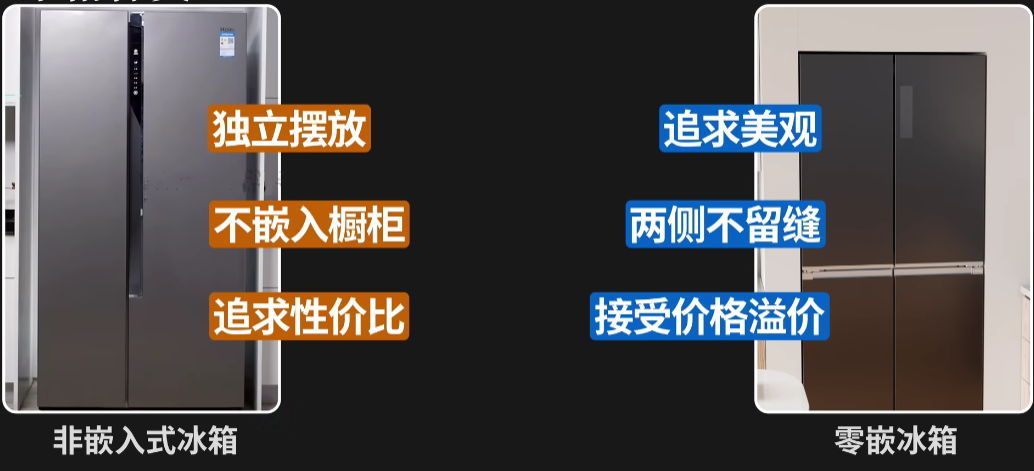 独立摆放
不嵌入橱柜
追求性价比
非嵌入式冰箱
追求美观
两侧不留缝
接受价格溢价
零嵌冰箱